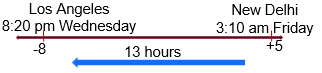 Los Angeles
8:20 pm Wednesday
New Delhi
3:10 am Friday
-8
+5
13 hours